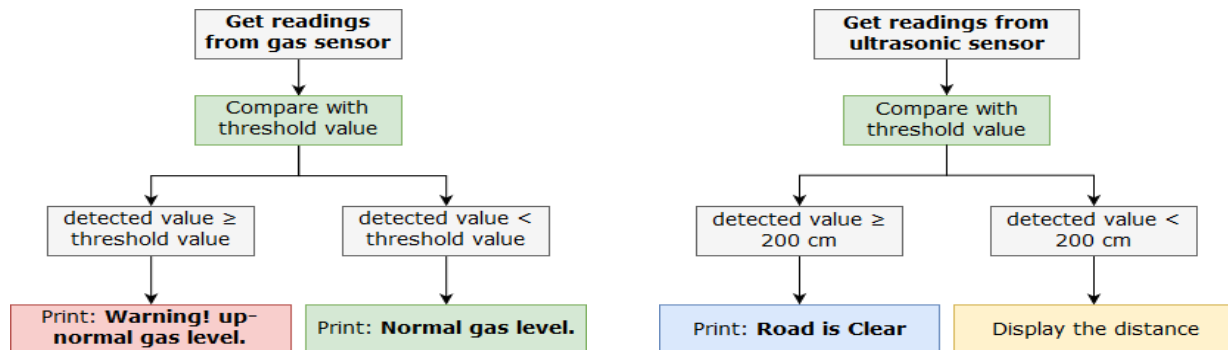 Get readings
from gas sensor
Compare with
threshold value
detected value ≥
threshold value
detected value <
threshold value
Print: Warning! up-
normal gas level.
Print: Normal gas level.
Get readings from
ultrasonic sensor
Compare with
threshold value
detected value ≥
200 cm
detected value <
200 cm
Print: Road is Clear
Display the distance